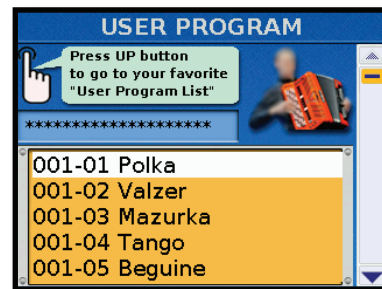 USER PROGRAM
Press UP button
to go to your favorite
"User Program List"
********************
001-01 Polka
001-02 Valzer
001-03 Mazurka
001-04 Tango
001-05 Beguine